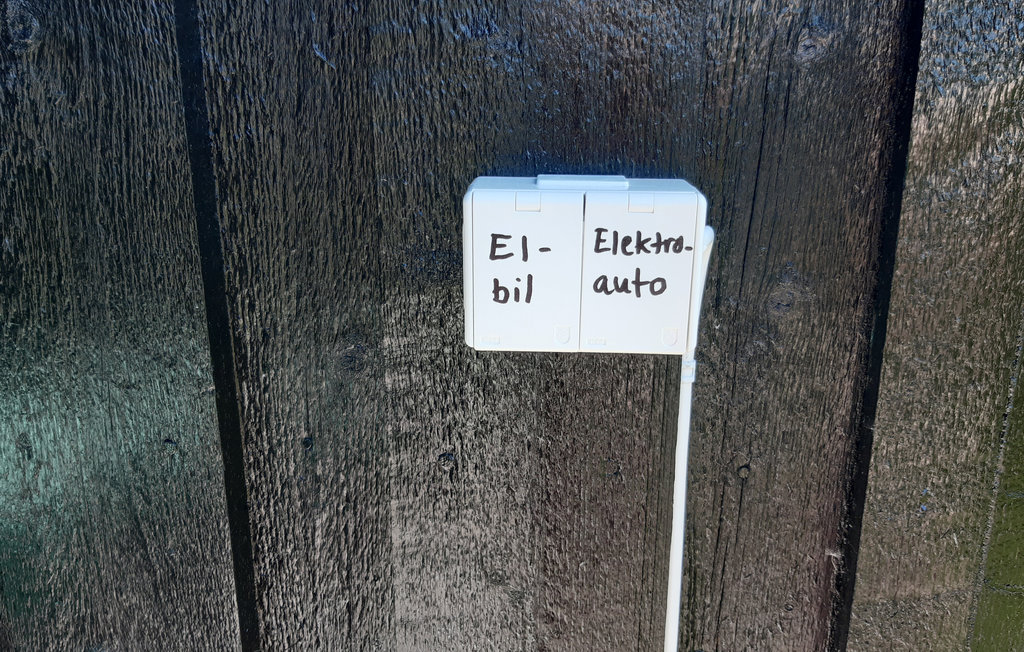 El-
bil
Elektro-
auto